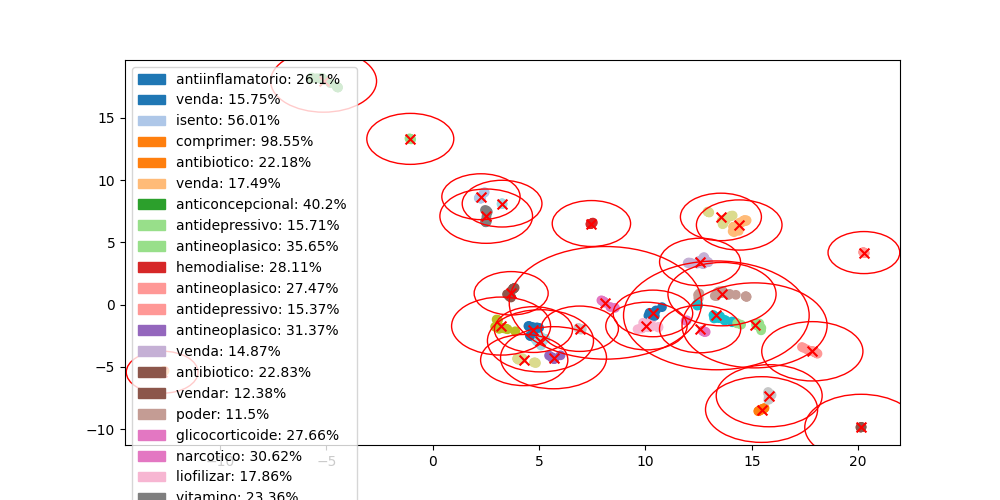 antiinflamatorio: 26.1%
venda: 15.75%
isento: 56.01%
comprimer: 98.55%
antibiotico: 22.18%
venda: 17.49%
anticoncepcional: 40.2%
antidepressivo: 15.71%
antineoplasico: 35.65%
hemodialise: 28.11%
antineoplasico: 27.47%
antidepressivo: 15.37%
antineoplasico: 31.37%
venda: 14.87%
antibiotico: 22.83%
vendar: 12.38%
poder: 11.5%
glicocorticoide: 27.66%
narcotico: 30.62%
liofilizar: 17.86%
vitamino: 23.36%
15
10
5
0
−5
−10
−10 −5 0 5 10 15 20